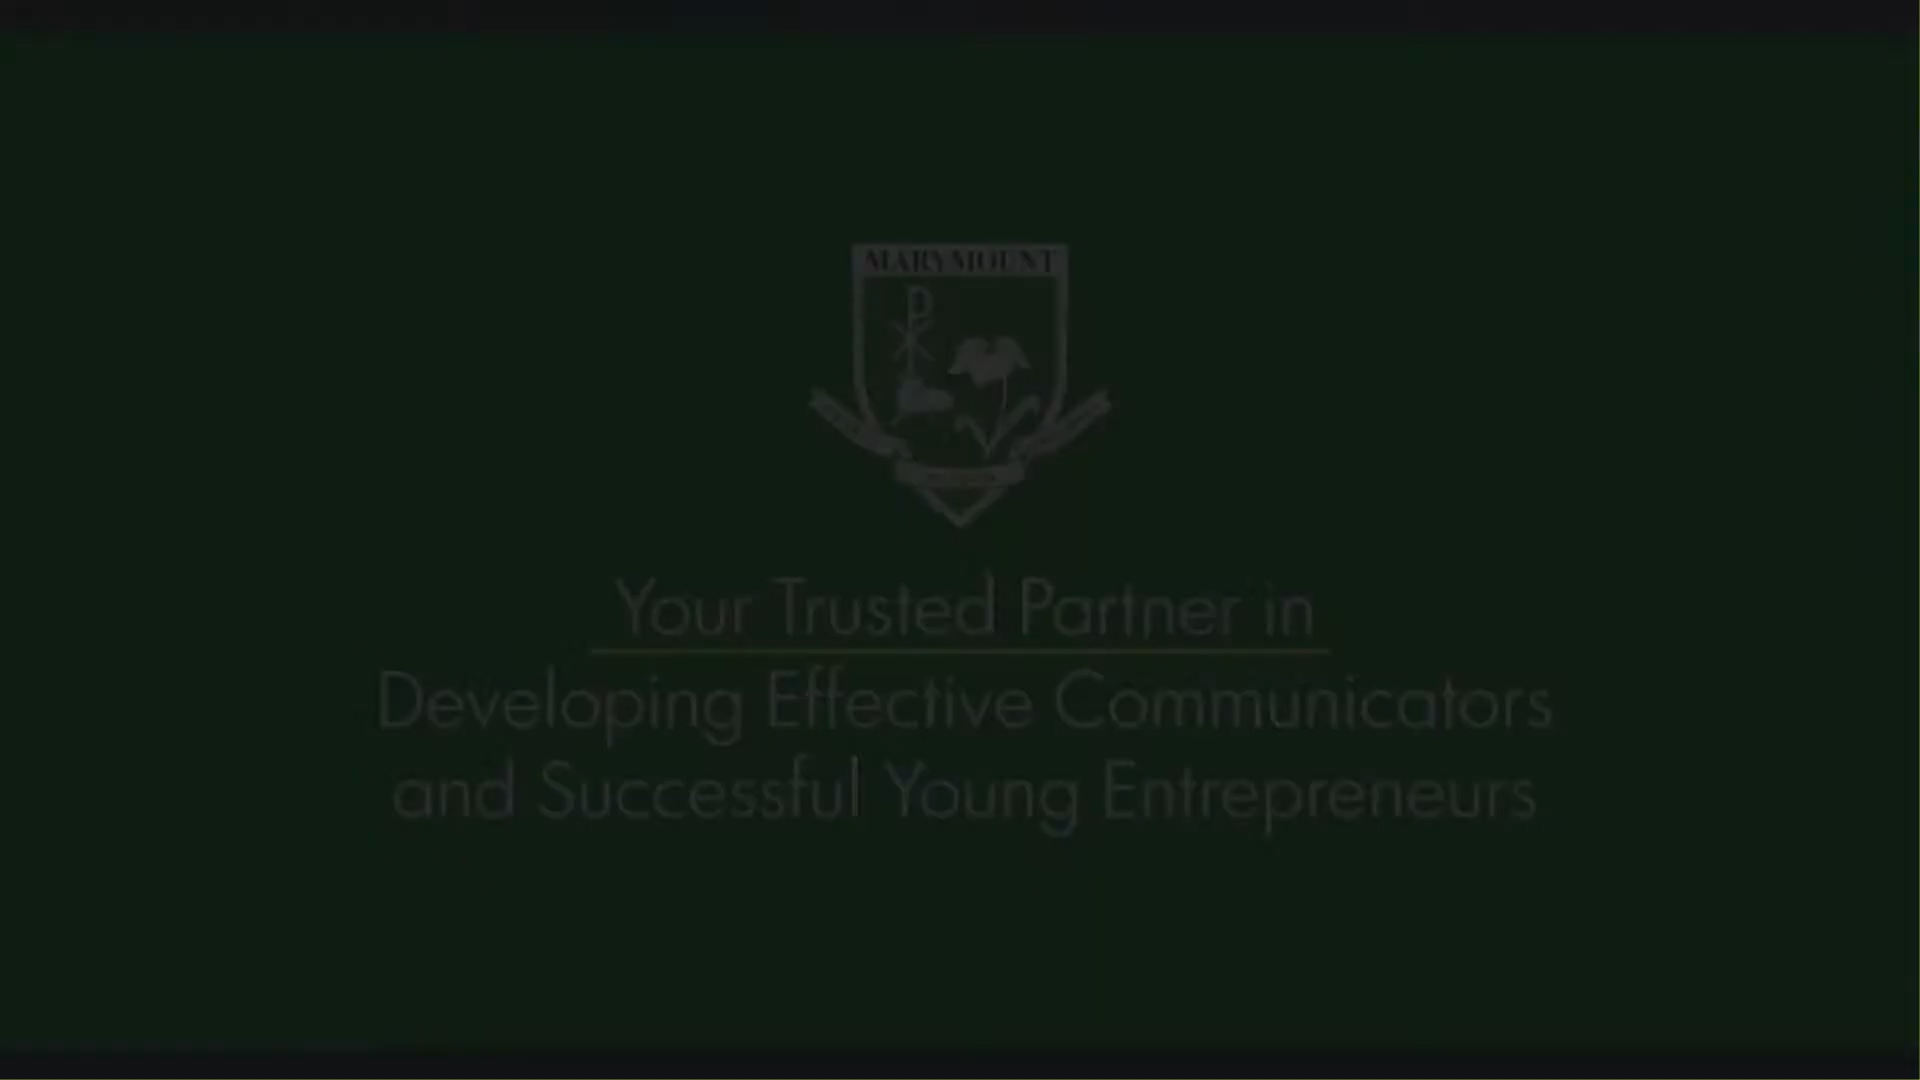 MARYMOUNT
Your Trusted Partner in
Developing Effective Communicators
and Successful Young Entrepreneurs